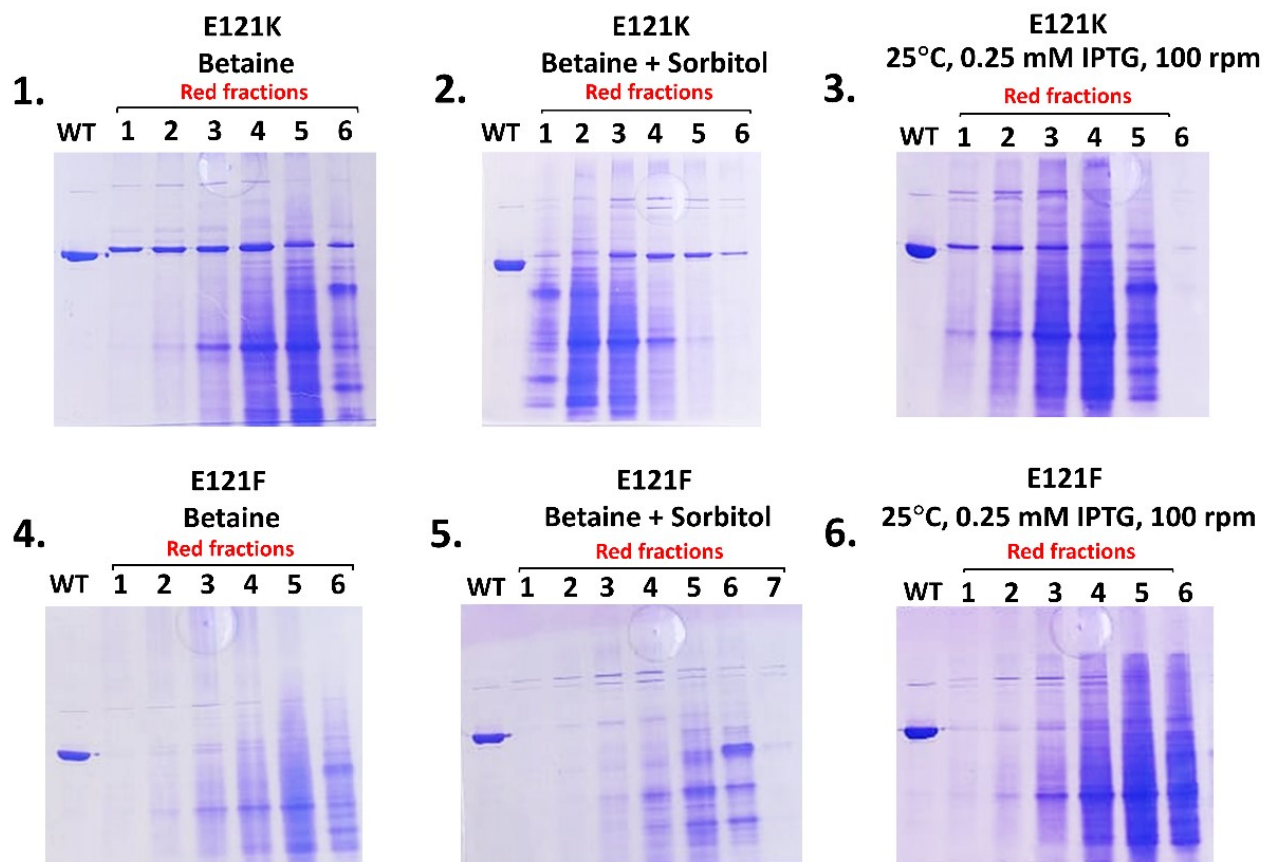 E121K
Betaine
1.
Red fractions
WT 1 2 3 4 5 6
E121K
Betaine + Sorbitol
2.
Red fractions
WT 1 2 3 4 5 6
E121K
25°C, 0.25 mM IPTG, 100 rpm
3.
Red fractions
WT 1 2 3 4 5 6
E121F
Betaine
4.
Red fractions
WT 1 2 3 4 5 6
E121F
Betaine + Sorbitol
5.
Red fractions
WT 1 2 3 4 5 6 7
E121F
25°C, 0.25 mM IPTG, 100 rpm
6.
Red fractions
WT 1 2 3 4 5 6